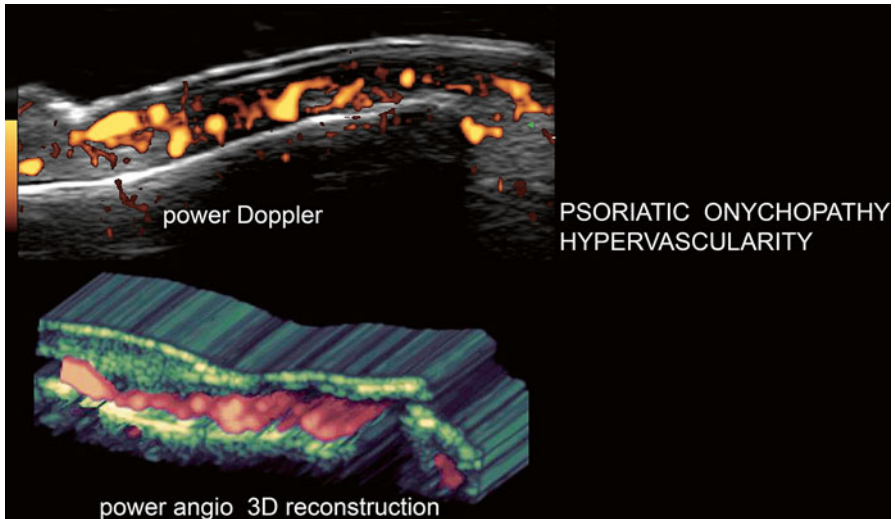 power Doppler
PSORIATIC ONYCHOPATHY
HYPERVASCULARITY
power angio 3D reconstruction